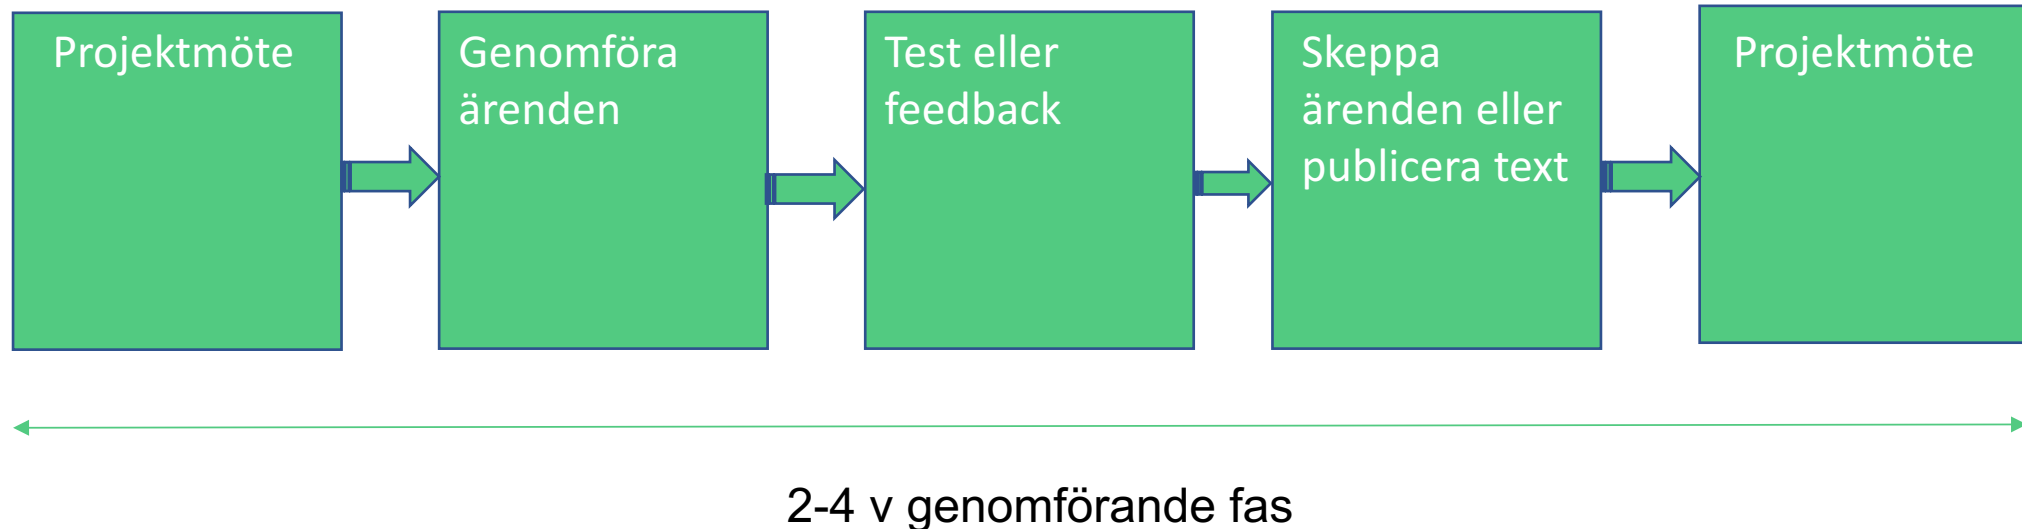 Projektmöte
Genomföra
ärenden
Test eller
feedback
Skeppa
ärenden eller
publicera text
Projektmöte
2-4 v genomförande fas